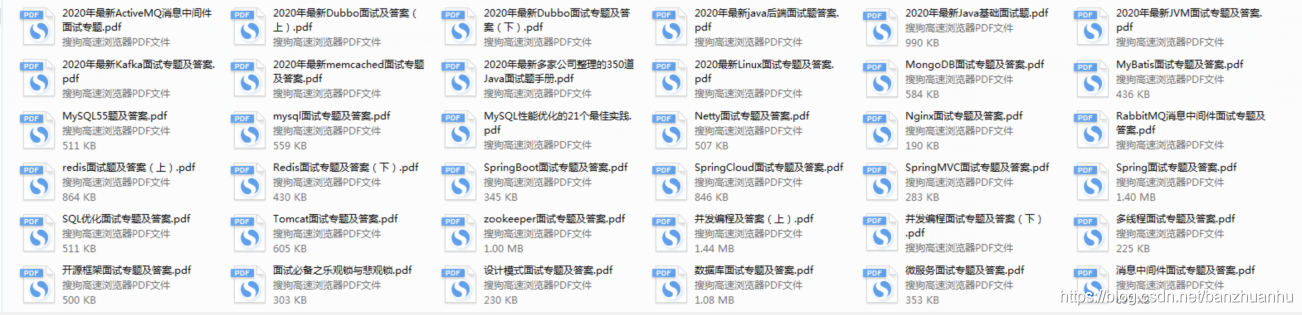 2020年最新ActiveMQ消息中间件
面试专题.pdf
搜狗高速浏览器PDF文件
2020年最新Dubbo面试及答案（
上）.pdf
搜狗高速浏览器PDF文件
2020年最新Dubbo面试专题及答
案（下）.pdf
搜狗高速浏览器PDF文件
2020年最新java后端面试题答案.
pdf
搜狗高速浏览器PDF文件
2020年最新Java基础面试题.pdf
搜狗高速浏览器PDF文件
990 KB
2020年最新JVM面试专题及答案.
pdf
搜狗高速浏览器PDF文件
2020年最新Kafka面试专题及答案.
pdf
搜狗高速浏览器PDF文件
2020年最新memcached面试专题
及答案.pdf
搜狗高速浏览器PDF文件
2020年最新多家公司整理的350道
Java面试题手册.pdf
搜狗高速浏览器PDF文件
2020最新Linux面试专题及答案.
pdf
搜狗高速浏览器PDF文件
MongoDB面试专题及答案.pdf
搜狗高速浏览器PDF文件
584 KB
MyBatis面试专题及答案.pdf
搜狗高速浏览器PDF文件
436 KB
MySQL55题及答案.pdf
搜狗高速浏览器PDF文件
511 KB
mysql面试专题及答案.pdf
搜狗高速浏览器PDF文件
559 KB
MySQL性能优化的21个最佳实践.
pdf
搜狗高速浏览器PDF文件
Netty面试专题及答案.pdf
搜狗高速浏览器PDF文件
507 KB
Nginx面试专题及答案.pdf
搜狗高速浏览器PDF文件
190 KB
RabbitMQ消息中间件面试专题及
答案.pdf
搜狗高速浏览器PDF文件
redis面试题及答案（上）.pdf
搜狗高速浏览器PDF文件
864 KB
Redis面试专题及答案（下）.pdf
搜狗高速浏览器PDF文件
430 KB
SpringBoot面试专题及答案.pdf
搜狗高速浏览器PDF文件
345 KB
SpringCloud面试专题及答案.pdf
搜狗高速浏览器PDF文件
846 KB
SpringMVC面试专题及答案.pdf
搜狗高速浏览器PDF文件
283 KB
Spring面试专题及答案.pdf
搜狗高速浏览器PDF文件
1.40 MB
SQL优化面试专题及答案.pdf
搜狗高速浏览器PDF文件
511 KB
Tomcat面试专题及答案.pdf
搜狗高速浏览器PDF文件
605 KB
zookeeper面试专题及答案.pdf
搜狗高速浏览器PDF文件
1.00 MB
并发编程及答案（上）.pdf
搜狗高速浏览器PDF文件
1.44 MB
并发编程面试专题及答案（下）
.pdf
搜狗高速浏览器PDF文件
多线程面试专题及答案.pdf
搜狗高速浏览器PDF文件
225 KB
开源框架面试专题及答案.pdf
搜狗高速浏览器PDF文件
500 KB
面试必备之乐观锁与悲观锁.pdf
搜狗高速浏览器PDF文件
303 KB
设计模式面试专题及答案.pdf
搜狗高速浏览器PDF文件
230 KB
数据库面试专题及答案.pdf
搜狗高速浏览器PDF文件
1.08 MB
微服务面试专题及答案.pdf
搜狗高速浏览器PDF文件
353 KB
消息中间件面试专题及答案.pdf
搜狗高速浏览器PDF文件
https://blog.csdn.net/banzhuanhu